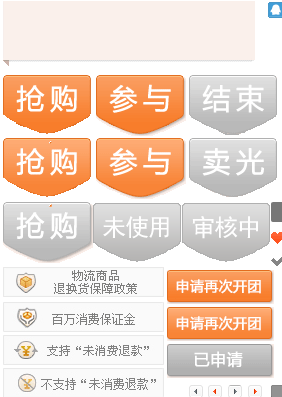 抢购 参与 结束
抢购 参与 卖光
抢购 未使用 审核中
物流商品
退换货保障政策
申请再次开团
百万消费保证金
申请再次开团
支持“未消费退款”
已申请
不支持“未消费退款”